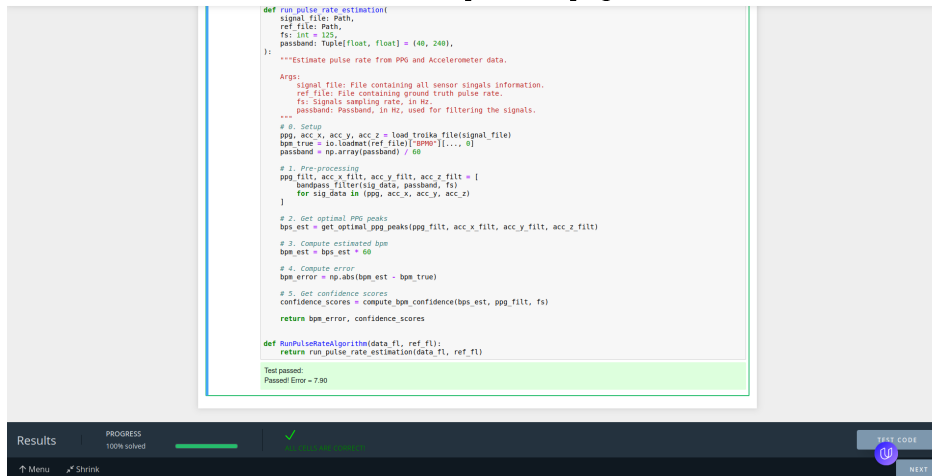 def run_pulse_rate_estimation(
    signal_file: Path,
    ref_file: Path,
    fs: int = 125,
    passband: Tuple[float, float] = (40, 240),
):
    """Estimate pulse rate from PPG and Accelerometer data.
    Args:
        signal_file: File containing all sensor singals information.
        ref_file: File containing ground truth pulse rate.
        fs: Signals sampling rate, in Hz.
        passband: Passband, in Hz, used for filtering the signals.
    """
    # 0. Setup
    ppg, acc_x, acc_y, acc_z = load_troika_file(signal_file)
    bpm_true = io.loadmat(ref_file)["BPM0"][..., 0]
    passband = np.array(passband) / 60
    # 1. Pre-processing
    ppg_filt, acc_x_filt, acc_y_filt, acc_z_filt = [
        bandpass_filter(sig_data, passband, fs)
        for sig_data in (ppg, acc_x, acc_y, acc_z)
    ]
    # 2. Get optimal PPG peaks
    bps_est = get_optimal_ppg_peaks(ppg_filt, acc_x_filt, acc_y_filt, acc_z_filt)
    # 3. Compute estimated bpm
    bpm_est = bps_est * 60
    # 4. Compute error
    bpm_error = np.abs(bpm_est - bpm_true)
    # 5. Get confidence scores
    confidence_scores = compute_bpm_confidence(bps_est, ppg_filt, fs)
    return bpm_error, confidence_scores
def RunPulseRateAlgorithm(data_fl, ref_fl):
    return run_pulse_rate_estimation(data_fl, ref_fl)
Test passed:
Passed! Error = 7.90
Results
PROGRESS
100% solved
ALL CELLS ARE CORRECT!
TEST CODE
Menu
Shrink
NEXT